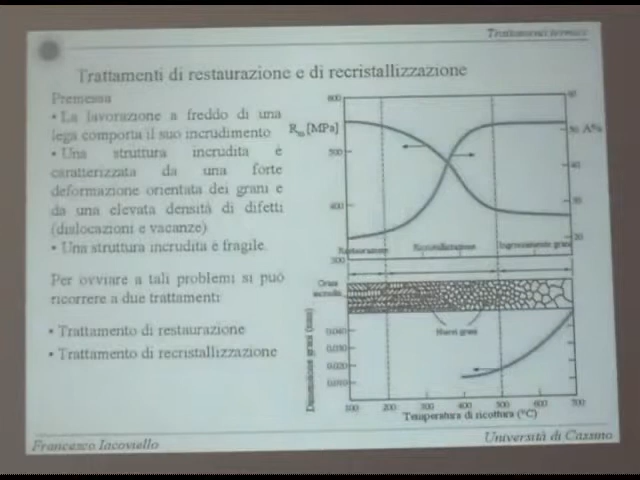 Trattamenti termici
Trattamenti di restaurazione e di recristallizzazione
Premessa
• La lavorazione a freddo di una
lega comporta il suo incrudimento
• Una struttura incrudita è
caratterizzata da una forte
deformazione orientata dei grani e
da una elevata densità di difetti
(dislocazioni e vacanze)
• Una struttura incrudita è fragile.
Per ovviare a tali problemi si può
ricorrere a due trattamenti:
• Trattamento di restaurazione
• Trattamento di recristallizzazione
600
Rm [MPa]
500
400
300
60
50 A%
40
30
20
Restaurazione
Ricristallizzazione
Ingrossamento grani
Grani
incruditi
Nuovi grani
Dimensione grani (mm)
0.040
0.030
0.020
0.010
100 200 300 400 500 600 700
Temperatura di ricottura (°C)
Francesco Iacoviello
Università di Cassino